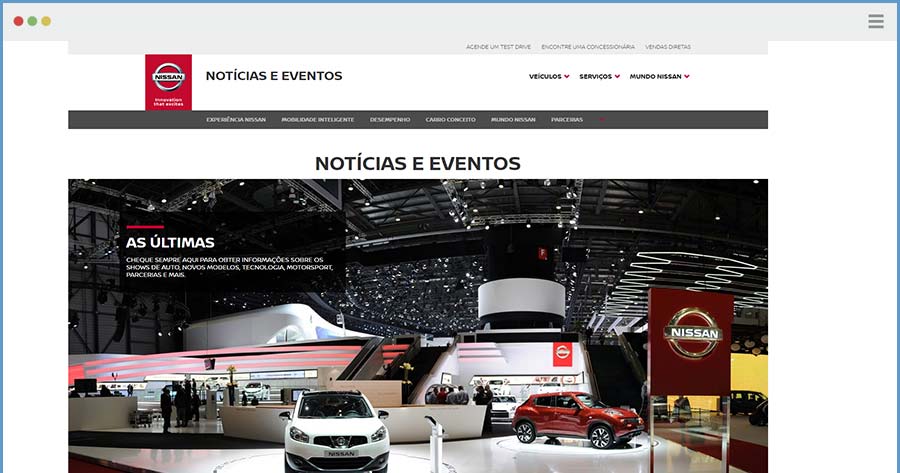 AGENDE UM TEST DRIVE ENCONTRE UMA CONCESSIONÁRIA VENDAS DIRETAS
NISSAN
Innovation
that excites
NOTÍCIAS E EVENTOS
VEÍCULOS SERVIÇOS MUNDO NISSAN
EXPERIÊNCIA NISSAN MOBILIDADE INTELIGENTE DESEMPENHO CARRO CONCEITO MUNDO NISSAN PARCERIAS
NOTÍCIAS E EVENTOS
AS ÚLTIMAS
CHEQUE SEMPRE AQUI PARA OBTER INFORMAÇÕES SOBRE OS
SHOWS DE AUTO, NOVOS MODELOS, TECNOLOGIA, MOTORSPORT,
PARCERIAS E MAIS.
F
NISSAN
NISSAN